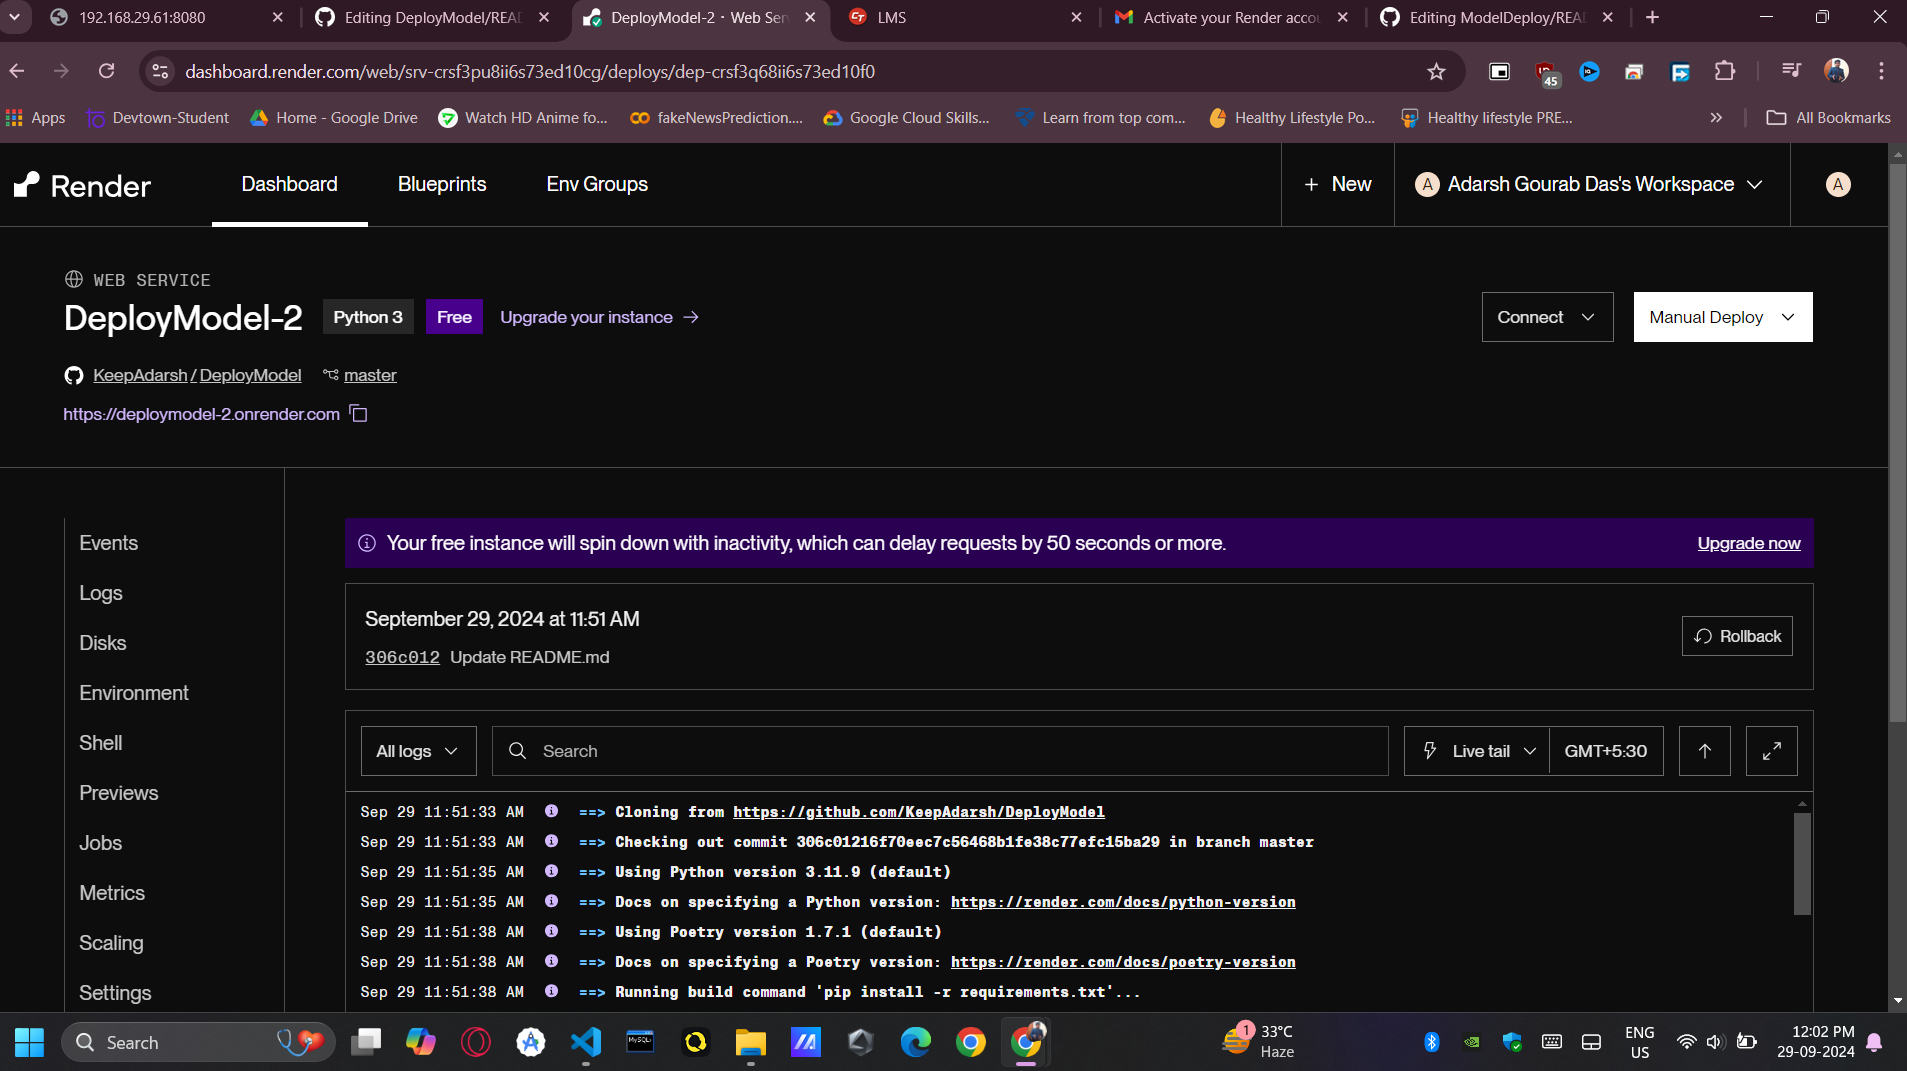 192.168.29.61:8080
Editing DeployModel/READ
DeployModel-2 · Web Serv
LMS
Activate your Render accou
Editing ModelDeploy/READ
dashboard.render.com/web/srv-crsf3pu8ii6s73ed10cg/deploys/dep-crsf3q68ii6s73ed10f0
45
Apps
Devtown-Student
Home - Google Drive
Watch HD Anime fo...
fakeNewsPrediction....
Google Cloud Skills...
Learn from top com...
Healthy Lifestyle Po...
Healthy lifestyle PRE...
All Bookmarks
Render
Dashboard
Blueprints
Env Groups
+ New
A Adarsh Gourab Das's Workspace
A
WEB SERVICE
DeployModel-2 Python 3 Free Upgrade your instance →
Connect
Manual Deploy
KeepAdarsh / DeployModel master
https://deploymodel-2.onrender.com
Events
Logs
Disks
Environment
Shell
Previews
Jobs
Metrics
Scaling
Settings
Your free instance will spin down with inactivity, which can delay requests by 50 seconds or more.
Upgrade now
September 29, 2024 at 11:51 AM
306c012 Update README.md
Rollback
All logs
Search
Live tail
GMT+5:30
Sep 29 11:51:33 AM ==> Cloning from https://github.com/KeepAdarsh/DeployModel
Sep 29 11:51:33 AM ==> Checking out commit 306c01216f70eec7c56468b1fe38c77efc15ba29 in branch master
Sep 29 11:51:35 AM ==> Using Python version 3.11.9 (default)
Sep 29 11:51:35 AM ==> Docs on specifying a Python version: https://render.com/docs/python-version
Sep 29 11:51:38 AM ==> Using Poetry version 1.7.1 (default)
Sep 29 11:51:38 AM ==> Docs on specifying a Poetry version: https://render.com/docs/poetry-version
Sep 29 11:51:38 AM ==> Running build command 'pip install -r requirements.txt'...
Search
MySQL
1
33°C
Haze
ENG
US
12:02 PM
29-09-2024